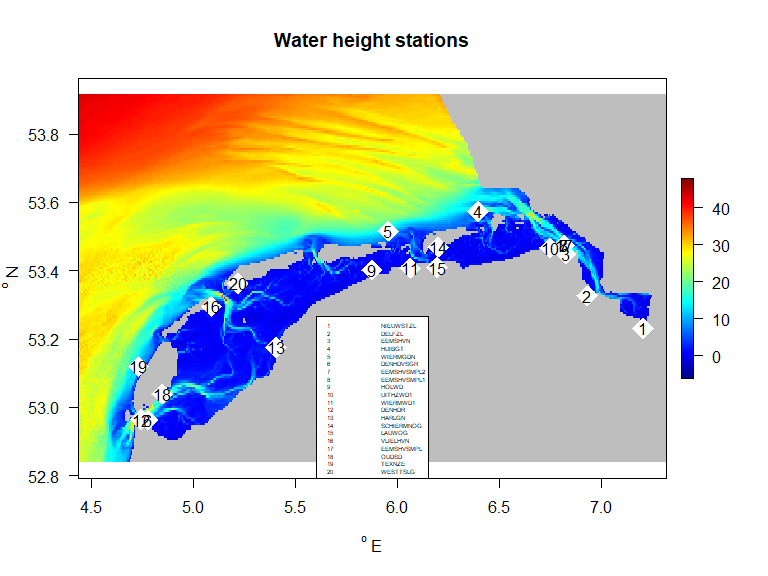 Water height stations
53.8
53.6
53.4
53.2
53.0
52.8
° N
4.5 5.0 5.5 6.0 6.5 7.0
° E
40
30
20
10
0
4
5
14
10
3
9 11 15
20
2
16
1
13
19
18
12 6
1 NIEUWSTZL
2 DELFZL
3 EEMSHVN
4 HUIBGT
5 WIERMGDN
6 DENHDVSGR
7 EEMSHVSMPL2
8 EEMSHVSMPL1
9 HOLWD
10 UITHZWD1
11 WIERMWD1
12 DENHDR
13 HARLGN
14 SCHIERMNOG
15 LAUWOG
16 VLIELHVN
17 EEMSHVSMPL
18 OUDSD
19 TEXNZE
20 WESTTSLG